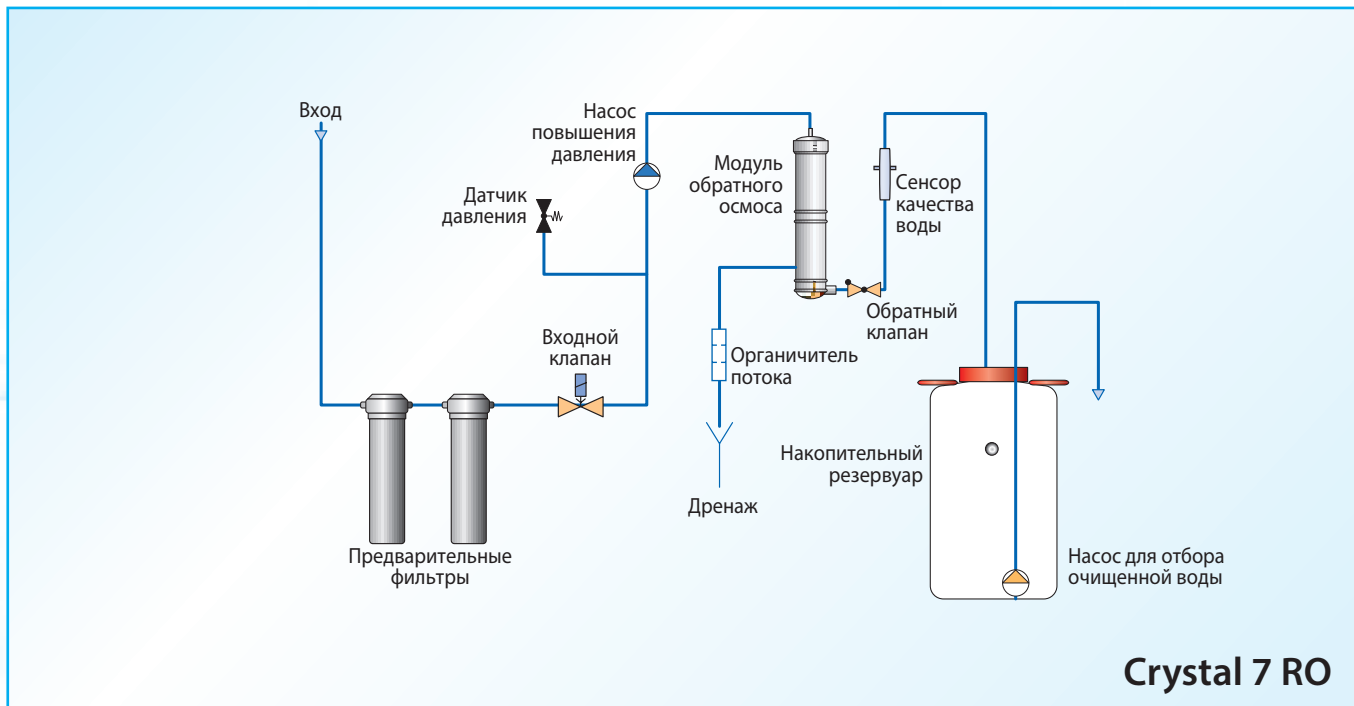 Вход
Насос
повышения
давления
Датчик
давления
Модуль
обратного
осмоса
Сенсор
качества
воды
Обратный
клапан
Входной
клапан
Органичитель
потока
Накопительный
резервуар
Дренаж
Предварительные
фильтры
Насос для отбора
очищенной воды
Crystal 7 RO